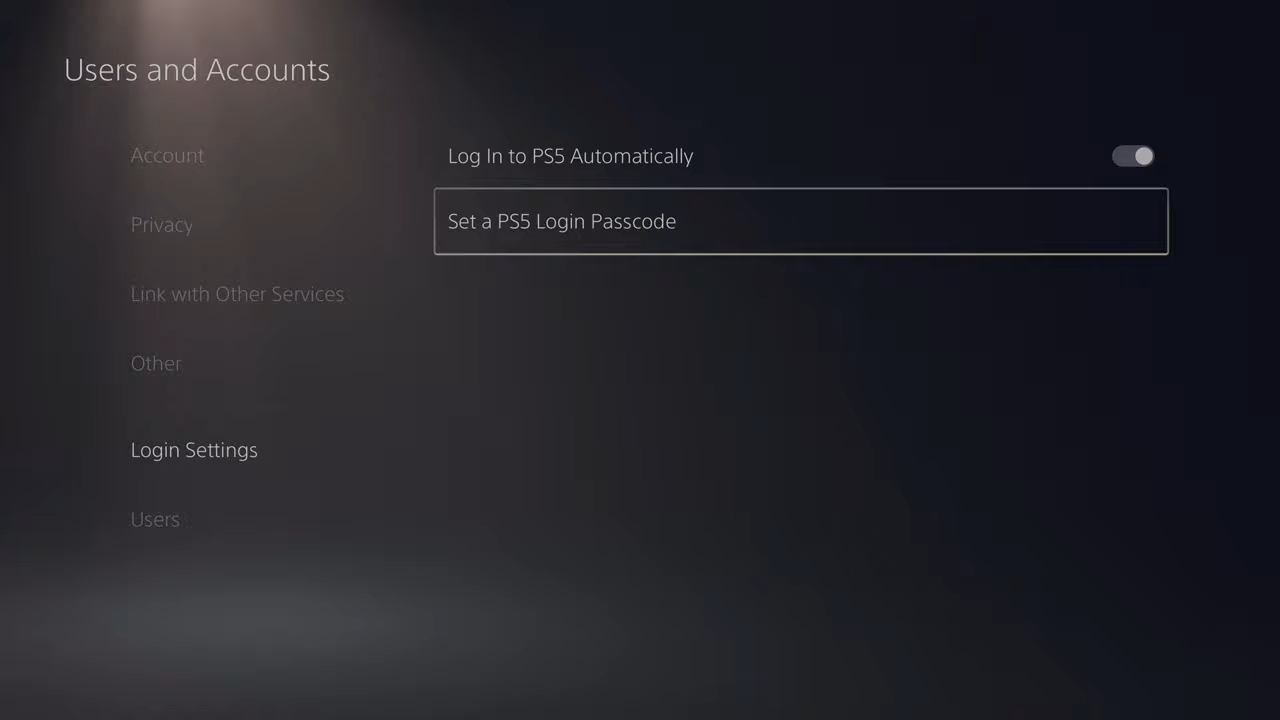 Users and Accounts
Account
Privacy
Link with Other Services
Other
Login Settings
Users
Log In to PS5 Automatically
Set a PS5 Login Passcode